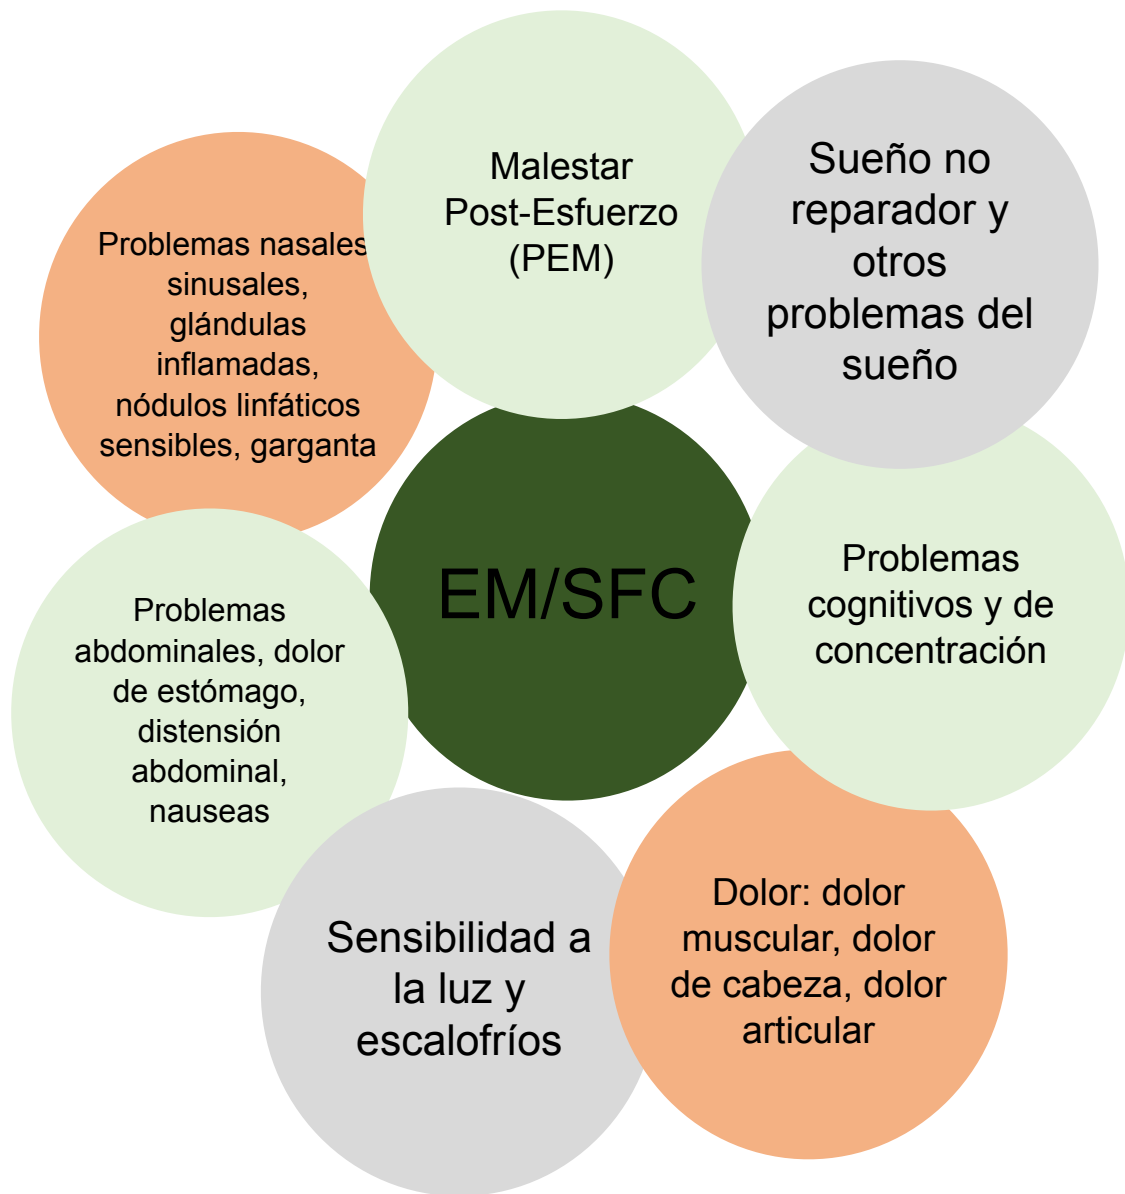 Malestar
Post-Esfuerzo
(PEM)
Sueño no
reparador y
otros
problemas del
sueño
Problemas
cognitivos y de
concentración
Dolor: dolor
muscular, dolor
de cabeza, dolor
articular
Sensibilidad a
la luz y
escalofríos
Problemas
abdominales, dolor
de estómago,
distensión
abdominal,
nauseas
Problemas nasales
sinusales,
glándulas
inflamadas,
nódulos linfáticos
sensibles, garganta
EM/SFC